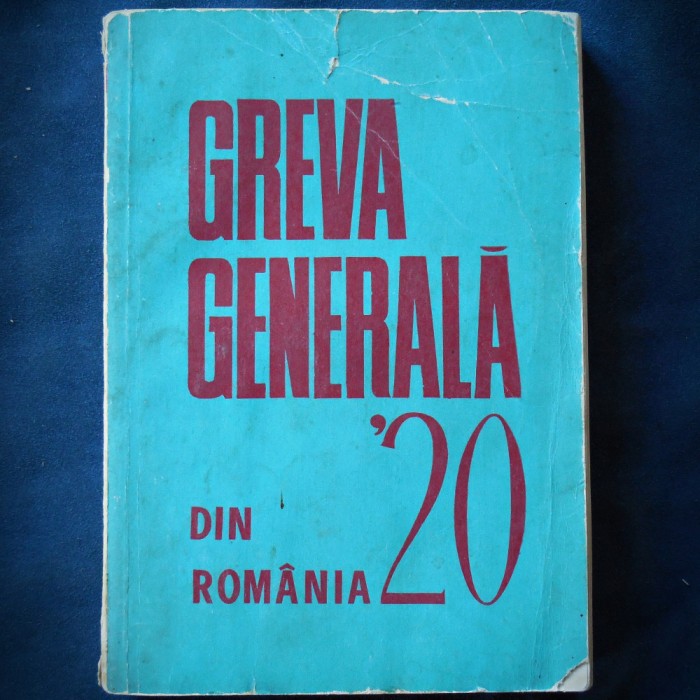 GREVA
GENERALĂ
'20
DIN
ROMÂNIA